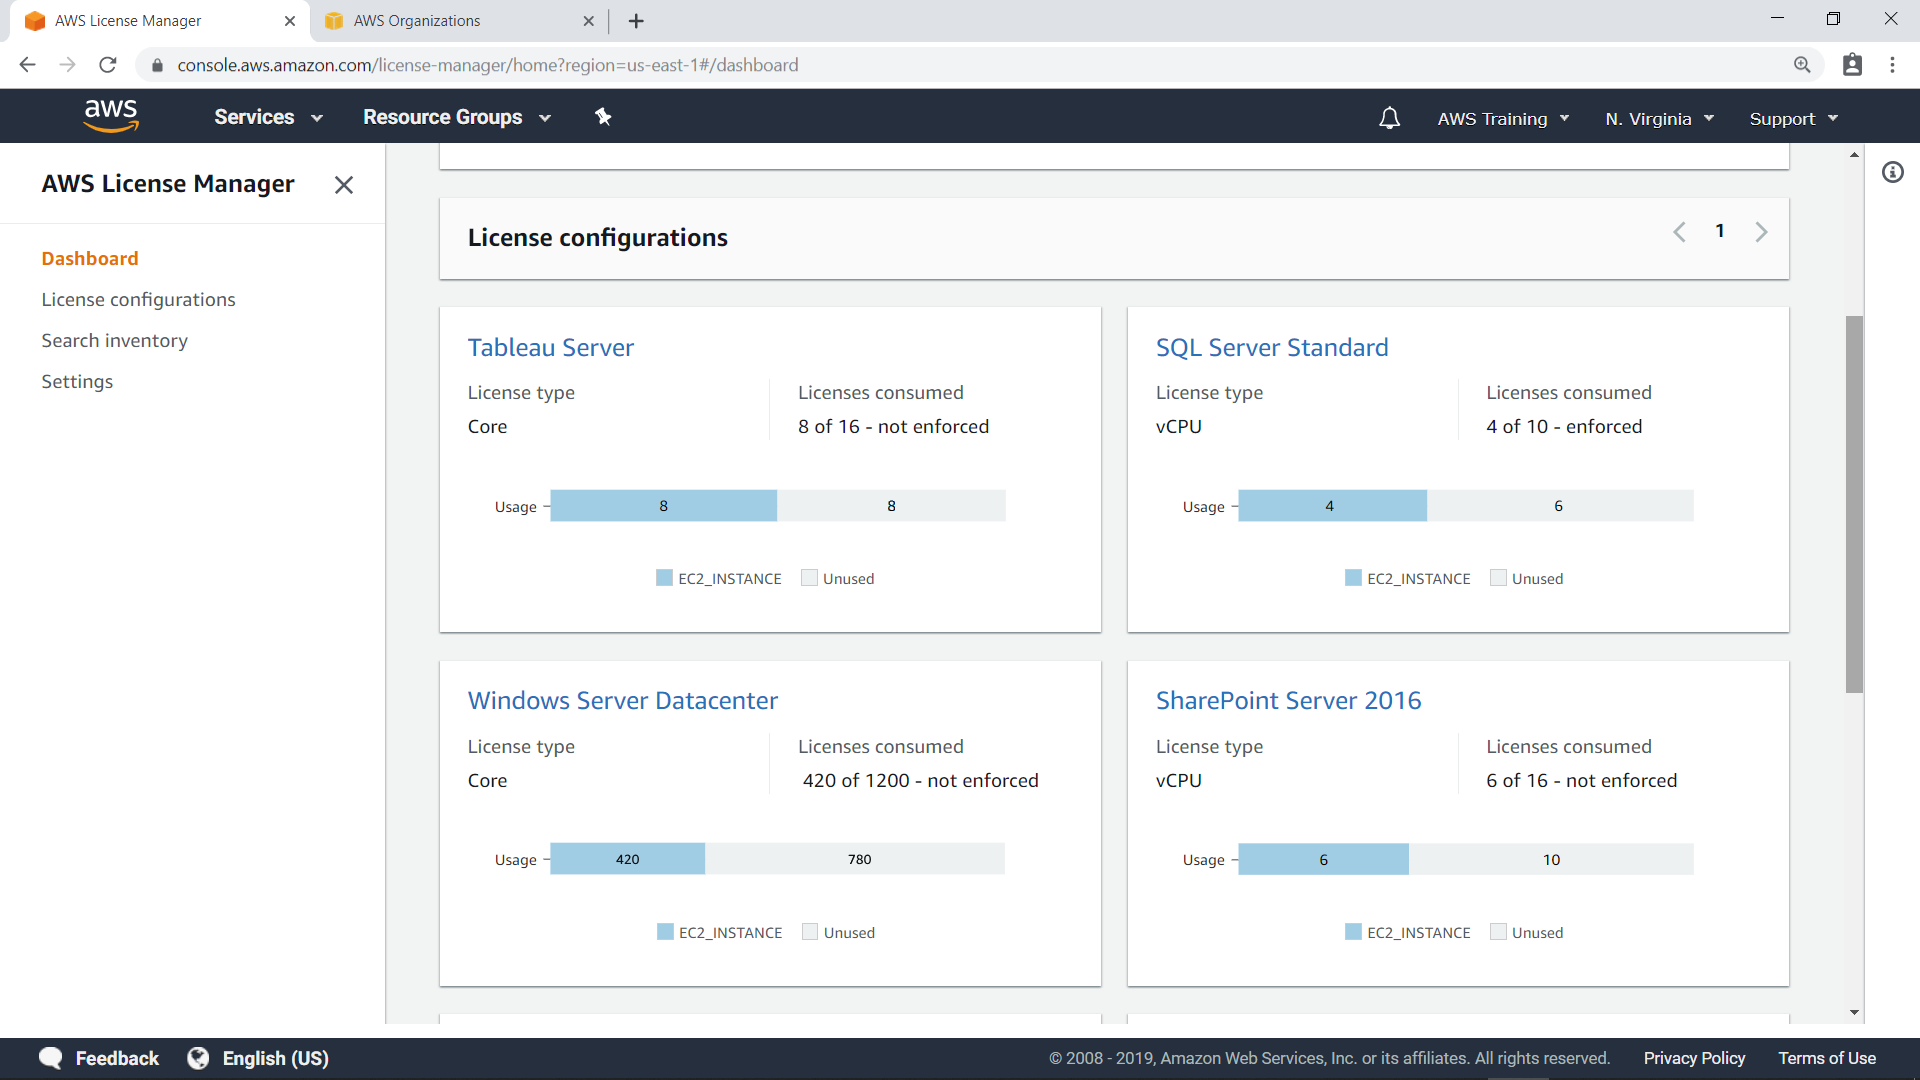 AWS License Manager
AWS Organizations
console.aws.amazon.com/license-manager/home?region=us-east-1#/dashboard
aws
Services
Resource Groups
AWS Training
N. Virginia
Support
AWS License Manager
Dashboard
License configurations
Search inventory
Settings
License configurations
1
Tableau Server
License type
Core
Licenses consumed
8 of 16 - not enforced
Usage
8
8
EC2_INSTANCE
Unused
SQL Server Standard
License type
vCPU
Licenses consumed
4 of 10 - enforced
Usage
4
6
EC2_INSTANCE
Unused
Windows Server Datacenter
License type
Core
Licenses consumed
420 of 1200 - not enforced
Usage
420
780
EC2_INSTANCE
Unused
SharePoint Server 2016
License type
vCPU
Licenses consumed
6 of 16 - not enforced
Usage
6
10
EC2_INSTANCE
Unused
Feedback
English (US)
© 2008 - 2019, Amazon Web Services, Inc. or its affiliates. All rights reserved.
Privacy Policy
Terms of Use